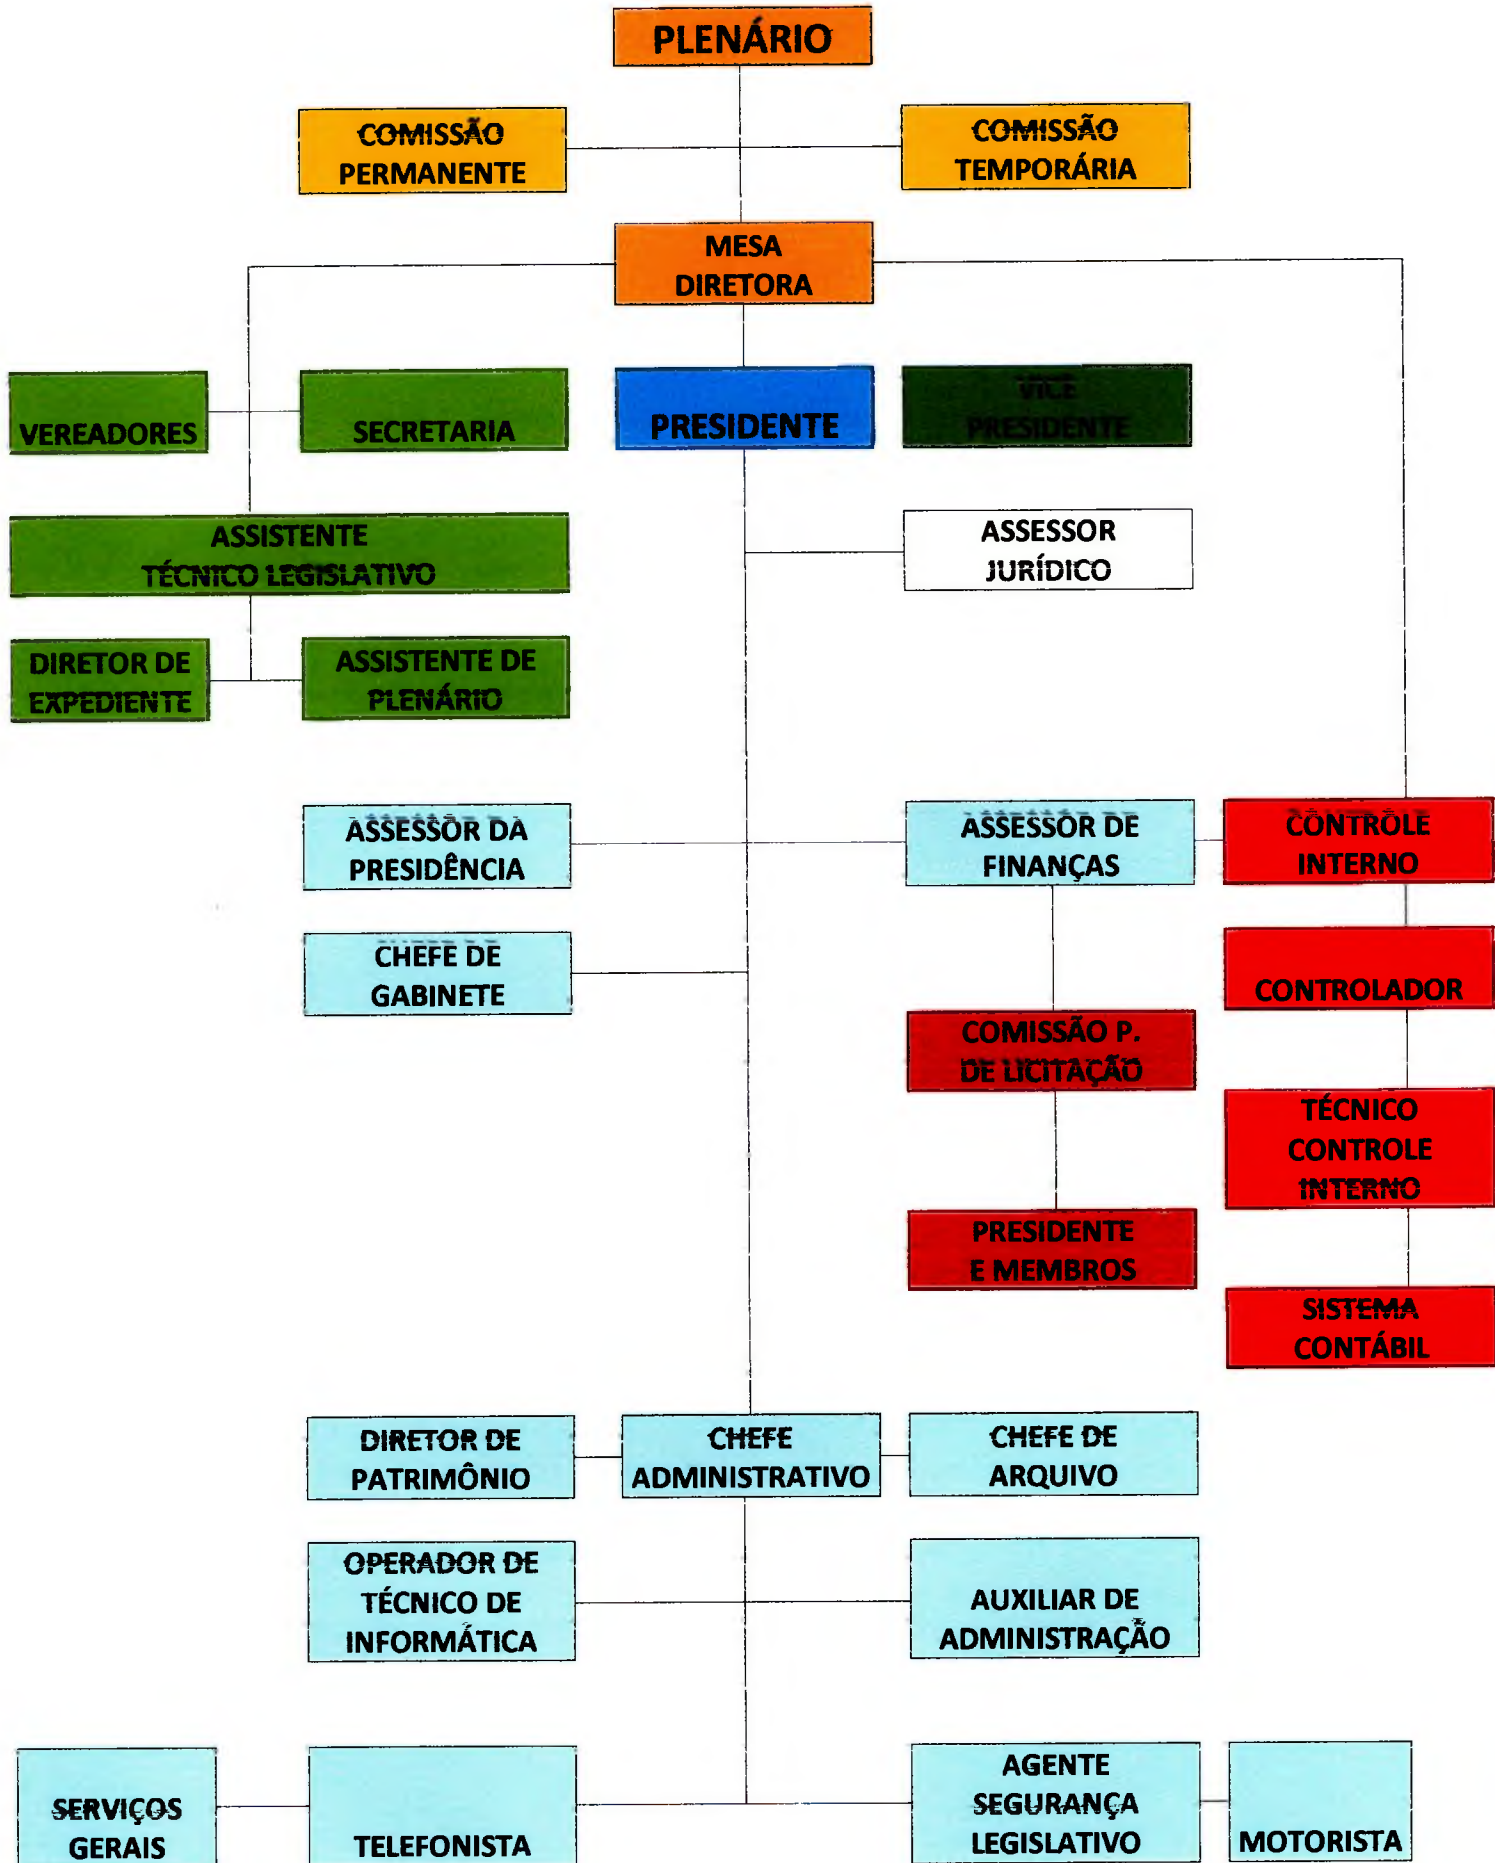 PLENÁRIO
COMISSÃO
PERMANENTE
COMISSÃO
TEMPORÁRIA
MESA
DIRETORA
VEREADORES
SECRETARIA
PRESIDENTE
VICE
PRESIDENTE
ASSISTENTE
TÉCNICO LEGISLATIVO
ASSESSOR
JURÍDICO
DIRETOR DE
EXPEDIENTE
ASSISTENTE DE
PLENÁRIO
ASSESSOR DA
PRESIDÊNCIA
ASSESSOR DE
FINANÇAS
CONTROLE
INTERNO
CHEFE DE
GABINETE
CONTROLADOR
COMISSÃO P.
DE LICITAÇÃO
TÉCNICO
CONTROLE
INTERNO
PRESIDENTE
E MEMBROS
SISTEMA
CONTÁBIL
DIRETOR DE
PATRIMÔNIO
CHEFE
ADMINISTRATIVO
CHEFE DE
ARQUIVO
OPERADOR DE
TÉCNICO DE
INFORMÁTICA
AUXILIAR DE
ADMINISTRAÇÃO
SERVIÇOS
GERAIS
TELEFONISTA
AGENTE
SEGURANÇA
LEGISLATIVO
MOTORISTA